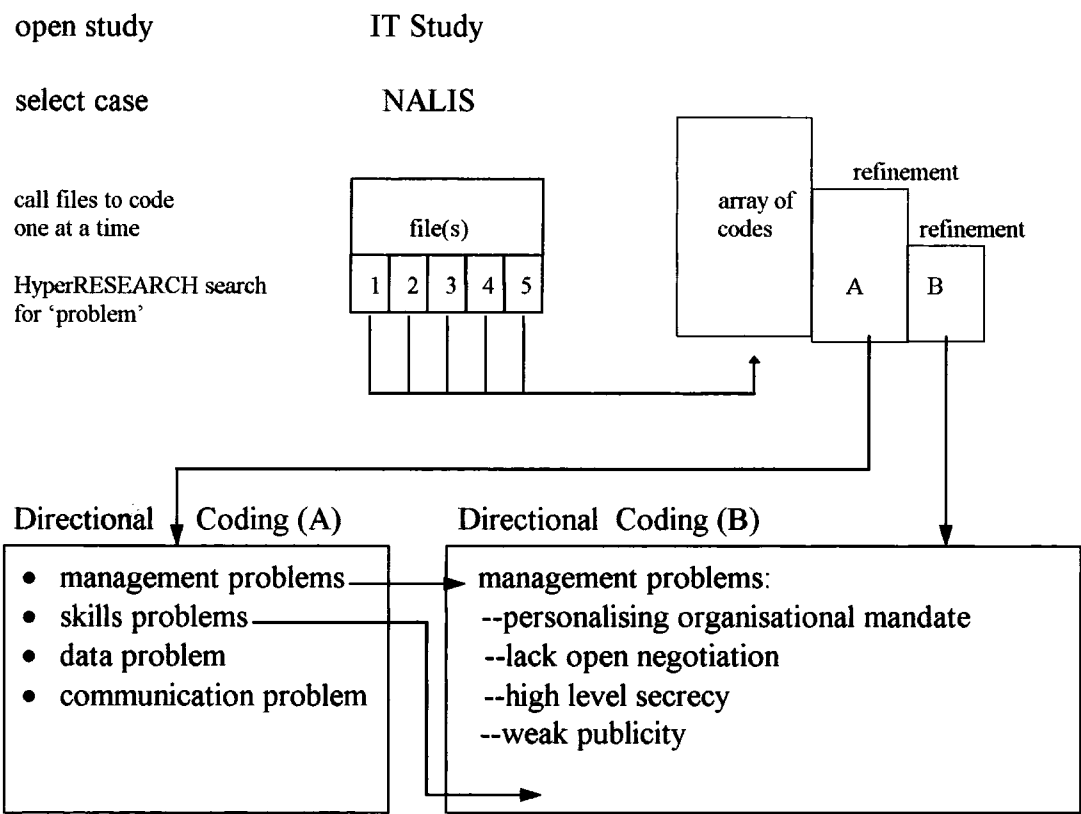 open study IT Study
select case NALIS
call files to code
one at a time
file(s)
HyperRESEARCH search
for ‘problem’
1 2 3 4 5
array of
codes
refinement
refinement
A
B
Directional Coding (A)
• management problems
• skills problems
• data problem
• communication problem
Directional Coding (B)
management problems:
--personalising organisational mandate
--lack open negotiation
--high level secrecy
--weak publicity